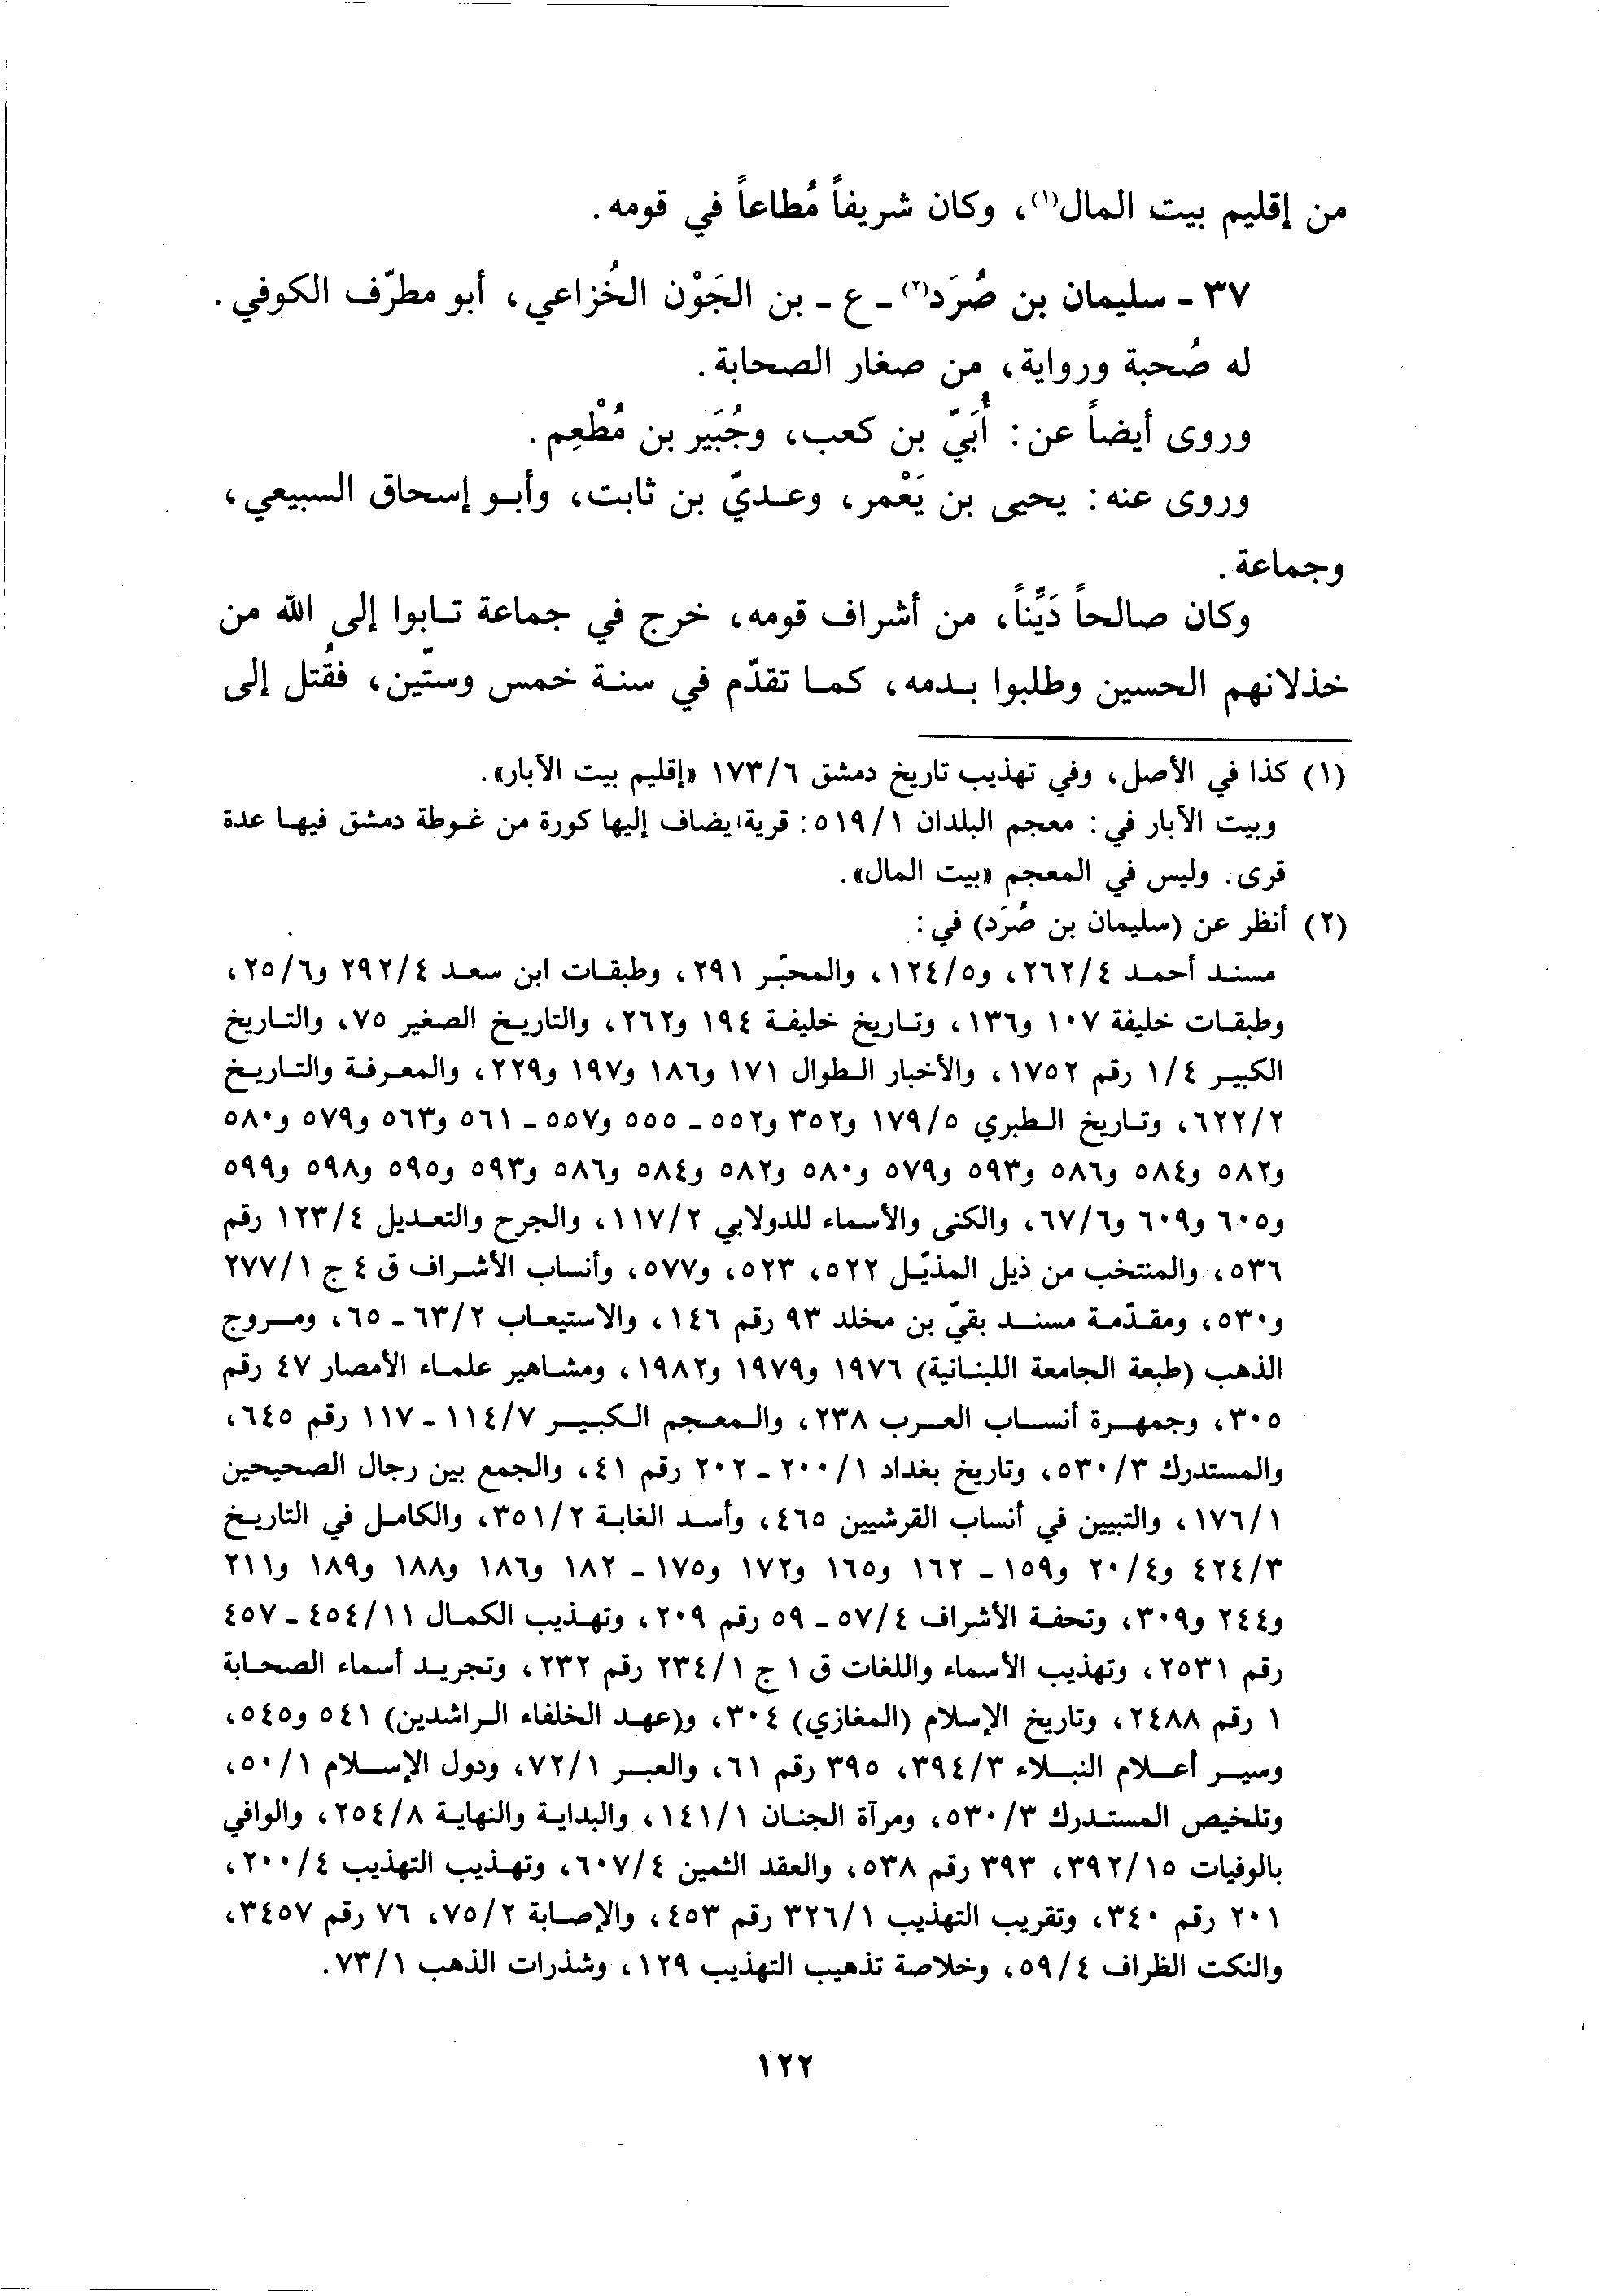 من إقليم بيت المال(١)، وكان شريفاً مُطاعاً في قومه.
٣٧ ـ سليمان بن صُرَد(٢) ـ ع ـ بن الجَوْن الخُزاعي، أبو مطرّف الكوفي.
له صُحبة ورواية، من صغار الصحابة.
وروى أيضاً عن: أُبَيّ بن كعب، وجُبَير بن مُطْعِم.
وروى عنه: يحيى بن يَعْمر، وعديّ بن ثابت، وأبو إسحاق السبيعي،
وجماعة.
وكان صالحاً دَيِّناً، من أشراف قومه، خرج في جماعة تابوا إلى الله من
خذلانهم الحسين وطلبوا بدمه، كما تقدّم في سنة خمس وستّين، فقُتل إلى
(١) كذا في الأصل، وفي تهذيب تاريخ دمشق ١٧٣/٦ «إقليم بيت الآبار».
وبيت الآبار في: معجم البلدان ٥١٩/١: قرية يضاف إليها كورة من غوطة دمشق فيها عدة
قرى. وليس في المعجم «بيت المال».
(٢) أنظر عن (سليمان بن صُرَد) في:
مسند أحمد ٢٦٢/٤، و١٢٤/٥، والمحبّر ٢٩١، وطبقات ابن سعد ٢٩٢/٤ و٢٥/٦،
وطبقات خليفة ١٠٧ و١٣٦، وتاريخ خليفة ١٩٤ و٢٦٢، والتاريخ الصغير ٧٥، والتاريخ
الكبير ١/٤ رقم ١٧٥٢، والأخبار الطوال ١٧١ و١٨٦ و١٩٧ و٢٢٩، والمعرفة والتاريخ
٦٢٢/٢، وتاريخ الطبري ١٧٩/٥ و٣٥٢ و٥٥٢ ـ ٥٥٥ و٥٥٧ ـ ٥٦١ و٥٦٣ و٥٧٩ و٥٨٠
و٥٨٢ و٥٨٤ و٥٨٦ و٥٩٣ و٥٧٩ و٥٨٠ و٥٨٢ و٥٨٤ و٥٨٦ و٥٩٣ و٥٩٥ و٥٩٨ و٥٩٩
و٦٠٥ و٦٠٩ و٦٧/٦، والكنى والأسماء للدولابي ١١٧/٢، والجرح والتعديل ١٢٣/٤ رقم
٥٣٦، والمنتخب من ذيل المذيّل ٥٢٢، ٥٢٣، و٥٧٧، وأنساب الأشراف ق ٤ ج ٢٧٧/١
و٥٣٠، ومقدّمة مسند بقيّ بن مخلد ٩٣ رقم ١٤٦، والاستيعاب ٦٣/٢ ـ ٦٥، ومروج
الذهب (طبعة الجامعة اللبنانية) ١٩٧٦ و١٩٧٩ و١٩٨٢، ومشاهير علماء الأمصار ٤٧ رقم
٣٠٥، وجمهرة أنساب العرب ٢٣٨، والمعجم الكبير ١١٤/٧ ـ ١١٧ رقم ٦٤٥،
والمستدرك ٥٣٠/٣، وتاريخ بغداد ٢٠٠/١ ـ ٢٠٢ رقم ٤١، والجمع بين رجال الصحيحين
١٧٦/١، والتبيين في أنساب القرشيين ٤٦٥، وأسد الغابة ٣٥١/٢، والكامل في التاريخ
٤٢٤/٣ و٢٠/٤ و١٥٩ ـ ١٦٢ و١٦٥ و١٧٢ و١٧٥ ـ ١٨٢ و١٨٦ و١٨٨ و١٨٩ و٢١١
و٢٤٤ و٣٠٩، وتحفة الأشراف ٥٧/٤ ـ ٥٩ رقم ٢٠٩، وتهذيب الكمال ٤٥٤/١١ ـ ٤٥٧
رقم ٢٥٣١، وتهذيب الأسماء واللغات ق ١ ج ٢٣٤/١ رقم ٢٣٢، وتجريد أسماء الصحابة
١ رقم ٢٤٨٨، وتاريخ الإسلام (المغازي) ٣٠٤، و(عهد الخلفاء الراشدين) ٥٤١ و٥٤٥،
وسير أعلام النبلاء ٣٩٤/٣، ٣٩٥ رقم ٦١، والعبر ٧٢/١، ودول الإسلام ٥٠/١،
وتلخيص المستدرك ٥٣٠/٣، ومرآة الجنان ١٤١/١، والبداية والنهاية ٢٥٤/٨، والوافي
بالوفيات ٣٩٢/١٥، ٣٩٣ رقم ٥٣٨، والعقد الثمين ٦٠٧/٤، وتهذيب التهذيب ٢٠٠/٤،
٢٠١ رقم ٣٤٠، وتقريب التهذيب ٣٢٦/١ رقم ٤٥٣، والإصابة ٧٥/٢، ٧٦ رقم ٣٤٥٧،
والنكت الظراف ٥٩/٤، وخلاصة تذهيب التهذيب ١٢٩، وشذرات الذهب ٧٣/١.
١٢٢